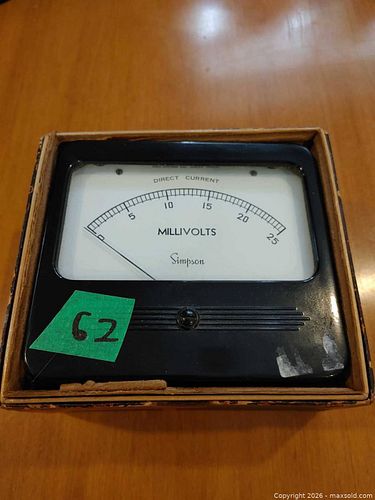 DIRECT CURRENT
0 5 10 15 20 25
MILLIVOLTS
Simpson
62
Copyright 2026 - maxsold.com